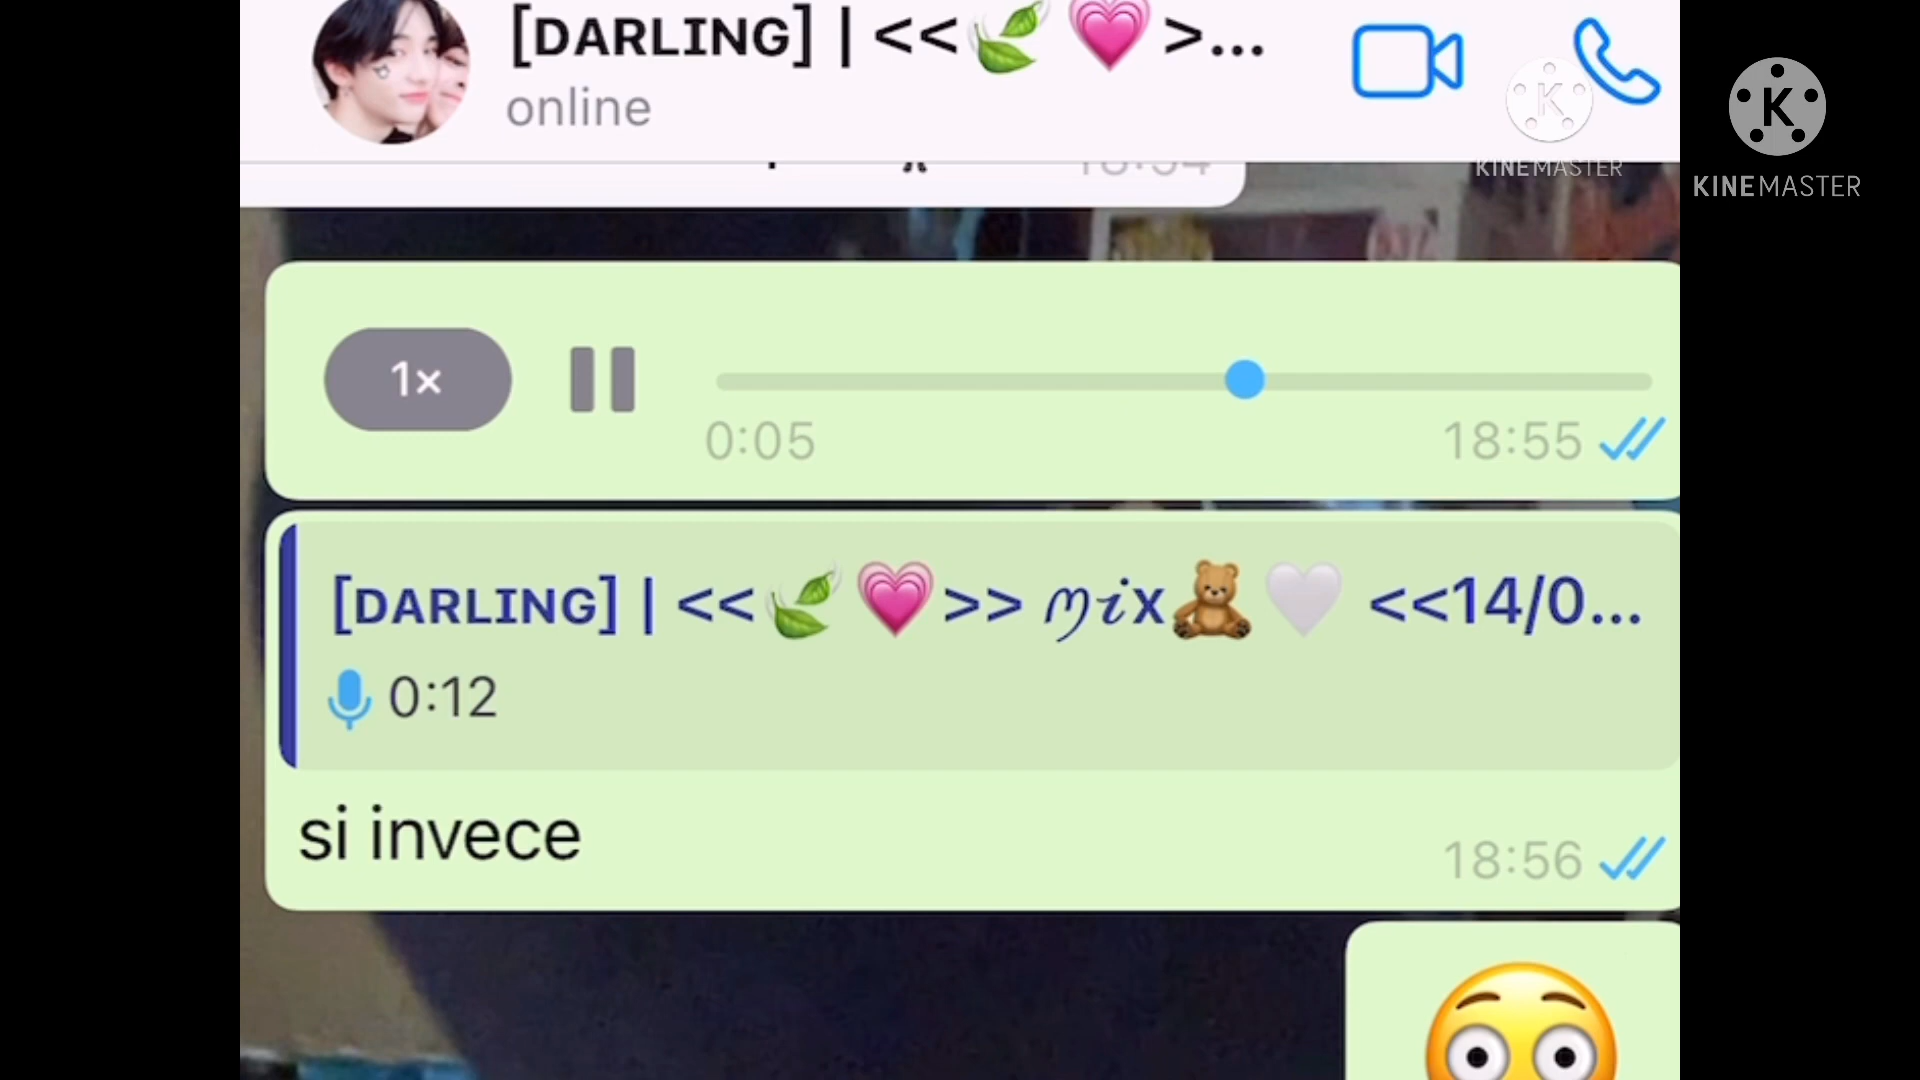 [DARLING] | <<🍃💗>...
online
KINEMASTER
KINEMASTER
1×
0:05
18:55
[DARLING] | <<🍃💗>> mix🧸🤍 <<14/0...
0:12
si invece
18:56